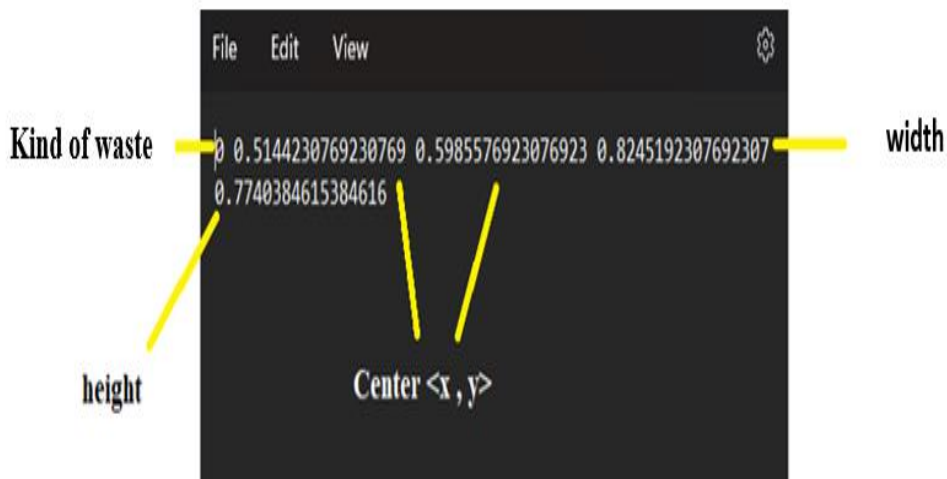 File Edit View
Kind of waste
0 0.5144230769230769 0.5985576923076923 0.8245192307692307
width
0.7740384615384616
height
Center <x , y>